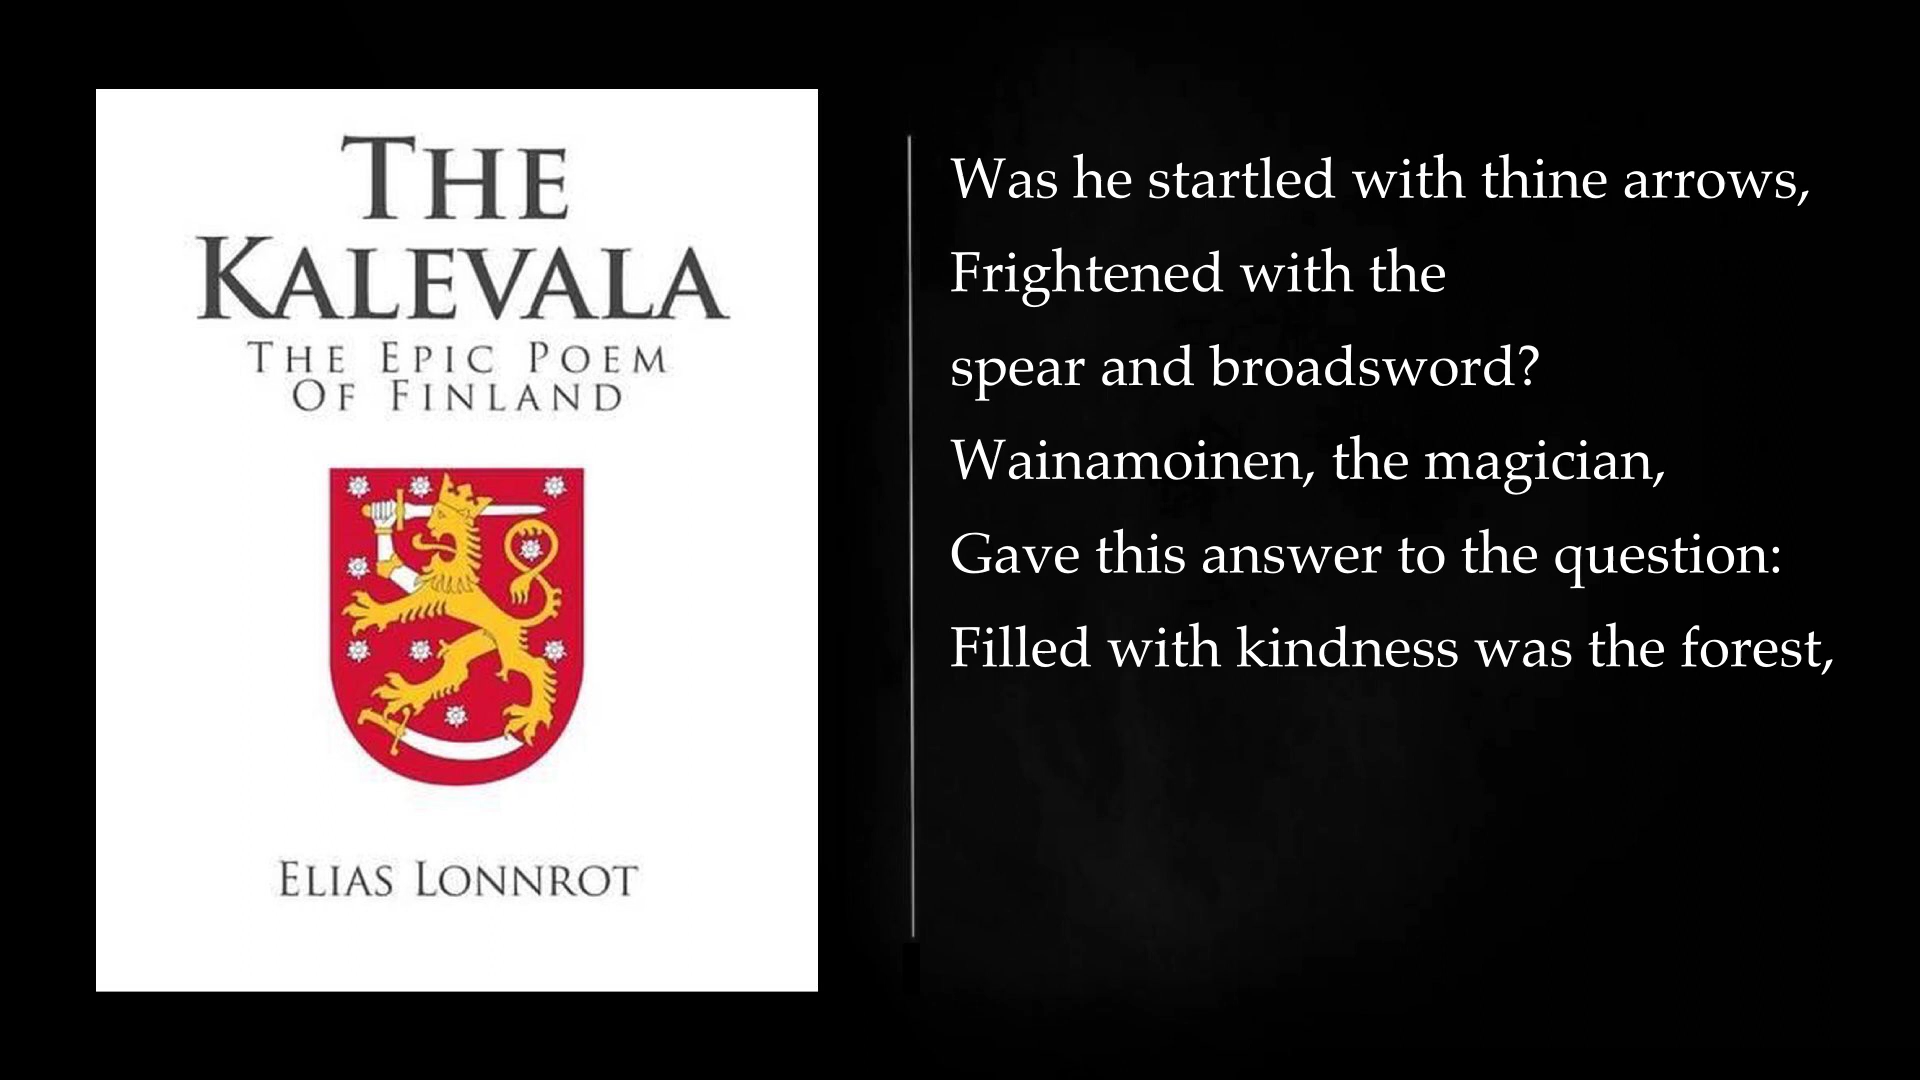 THE
KALEVALA
THE EPIC POEM
OF FINLAND
ELIAS LONNROT
Was he startled with thine arrows,
Frightened with the
spear and broadsword?
Wainamoinen, the magician,
Gave this answer to the question:
Filled with kindness was the forest,